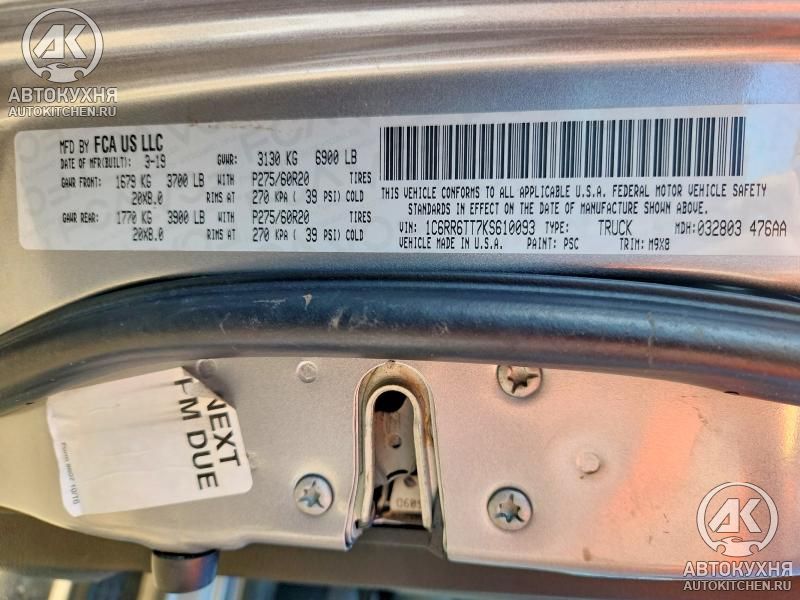 АК
АВТОКУХНЯ
AUTOKITCHEN.RU
MFD BY FCA US LLC
DATE OF MFR(BUILT): 3-19 GVWR: 3130 KG 6900 LB
GAWR FRONT: 1679 KG 3700 LB WITH P275/60R20 TIRES
20X8.0 RIMS AT 270 KPA ( 39 PSI) COLD
GAWR REAR: 1770 KG 3900 LB WITH P275/60R20 TIRES
20X8.0 RIMS AT 270 KPA ( 39 PSI) COLD
THIS VEHICLE CONFORMS TO ALL APPLICABLE U.S.A. FEDERAL MOTOR VEHICLE SAFETY
STANDARDS IN EFFECT ON THE DATE OF MANUFACTURE SHOWN ABOVE.
VIN: 1C6RR6TT7KS610093 TYPE: TRUCK MDH: 032803 476AA
VEHICLE MADE IN U.S.A. PAINT: PSC TRIM: M9X8
NEXT
PM DUE
АК
АВТОКУХНЯ
AUTOKITCHEN.RU